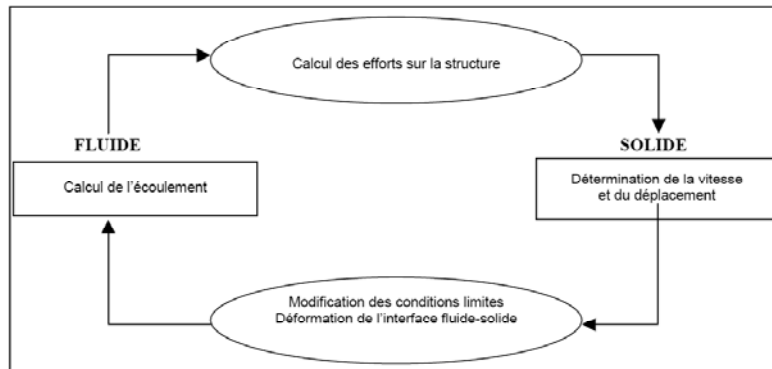 Calcul des efforts sur la structure
FLUIDE
SOLIDE
Calcul de l'écoulement
Détermination de la vitesse
et du déplacement
Modification des conditions limites
Déformation de l'interface fluide-solide